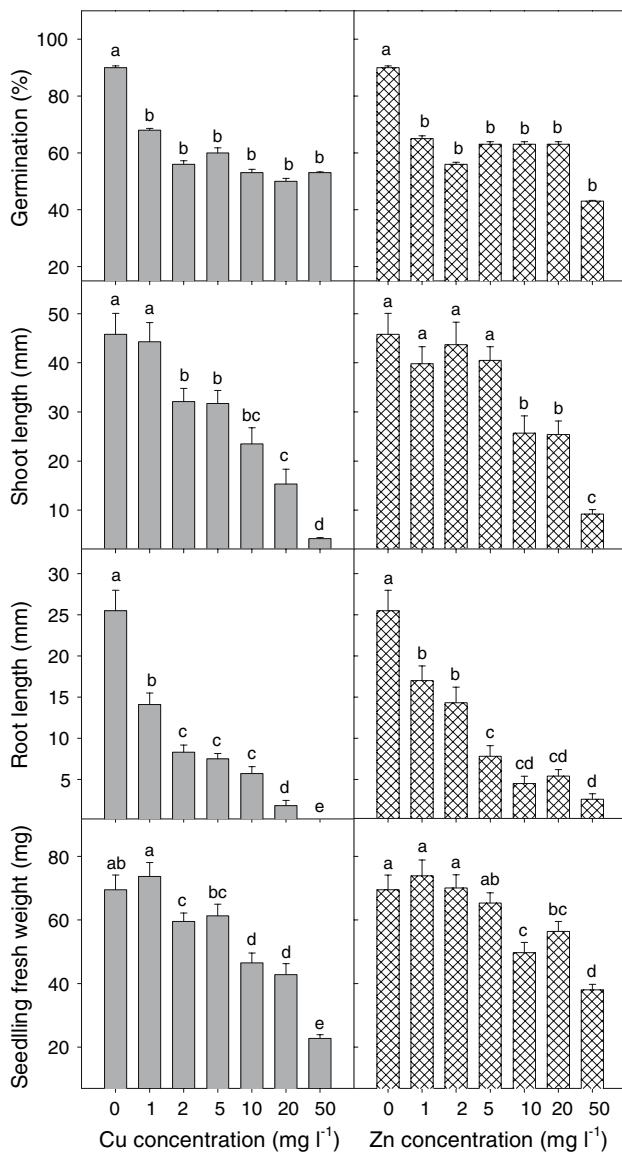 100
80
60
40
20
Germination (%)
a b b b b b b
a b b b b b b
50
40
30
20
10
Shoot length (mm)
a a b b bc c d
a a a a b b c
30
25
20
15
10
5
Root length (mm)
a b c c c d e
a b b c cd cd d
80
60
40
20
Seedlling fresh weight (mg)
ab a c bc d d e
a a a ab c bc d
0 1 2 5 10 20 50
0 1 2 5 10 20 50
Cu concentration (mg l⁻¹)
Zn concentration (mg l⁻¹)